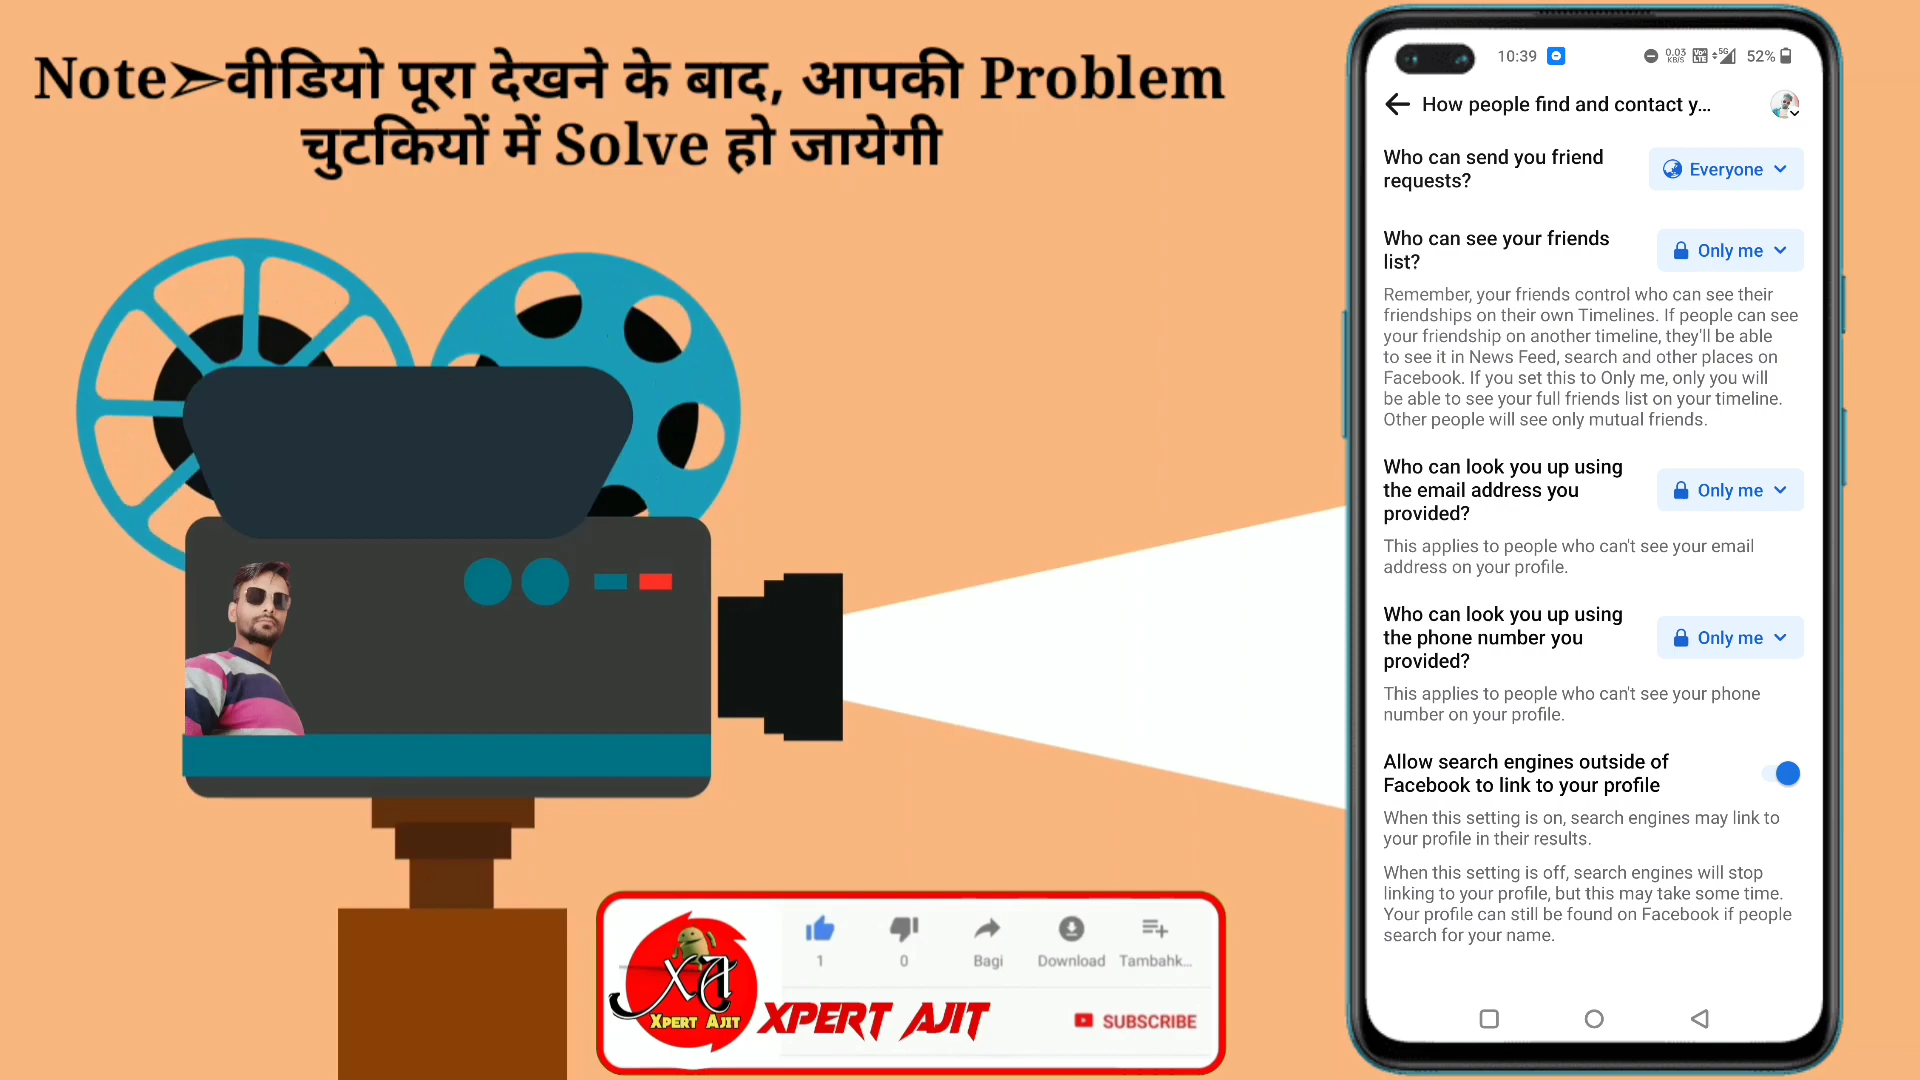 Note➤वीडियो पूरा देखने के बाद, आपकी Problem
चुटकियों में Solve हो जायेगी
10:39
0.03
KB/S
Vo
LTE
5G
52%
How people find and contact y...
Who can send you friend
requests?
Everyone
Who can see your friends
list?
Only me
Remember, your friends control who can see their
friendships on their own Timelines. If people can see
your friendship on another timeline, they'll be able
to see it in News Feed, search and other places on
Facebook. If you set this to Only me, only you will
be able to see your full friends list on your timeline.
Other people will see only mutual friends.
Who can look you up using
the email address you
provided?
Only me
This applies to people who can't see your email
address on your profile.
Who can look you up using
the phone number you
provided?
Only me
This applies to people who can't see your phone
number on your profile.
Allow search engines outside of
Facebook to link to your profile
When this setting is on, search engines may link to
your profile in their results.
When this setting is off, search engines will stop
linking to your profile, but this may take some time.
Your profile can still be found on Facebook if people
search for your name.
1
0
Bagi
Download
Tambahk...
XA
XPERT AJIT
XPERT AJIT
SUBSCRIBE